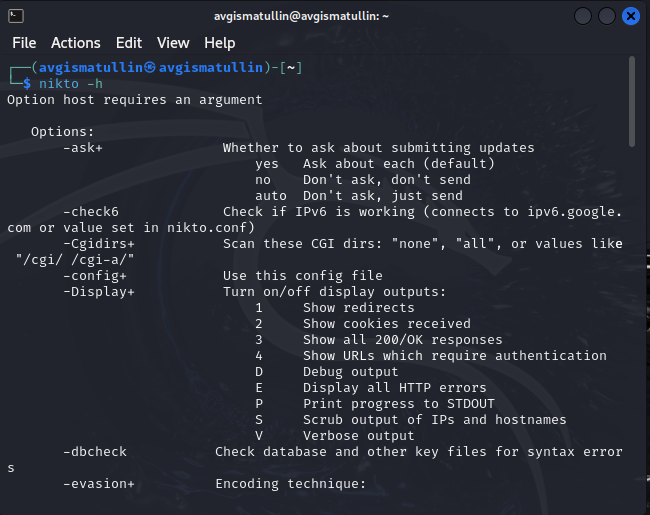 avgismatullin@avgismatullin: ~
File Actions Edit View Help
┌──(avgismatullin㉿avgismatullin)-[~]
└─$ nikto -h
Option host requires an argument

   Options:
       -ask+               Whether to ask about submitting updates
                               yes   Ask about each (default)
                               no    Don't ask, don't send
                               auto  Don't ask, just send
       -check6             Check if IPv6 is working (connects to ipv6.google.
com or value set in nikto.conf)
       -Cgidirs+           Scan these CGI dirs: "none", "all", or values like
 "/cgi/ /cgi-a/"
       -config+            Use this config file
       -Display+           Turn on/off display outputs:
                               1     Show redirects
                               2     Show cookies received
                               3     Show all 200/OK responses
                               4     Show URLs which require authentication
                               D     Debug output
                               E     Display all HTTP errors
                               P     Print progress to STDOUT
                               S     Scrub output of IPs and hostnames
                               V     Verbose output
       -dbcheck           Check database and other key files for syntax error
s
       -evasion+          Encoding technique: